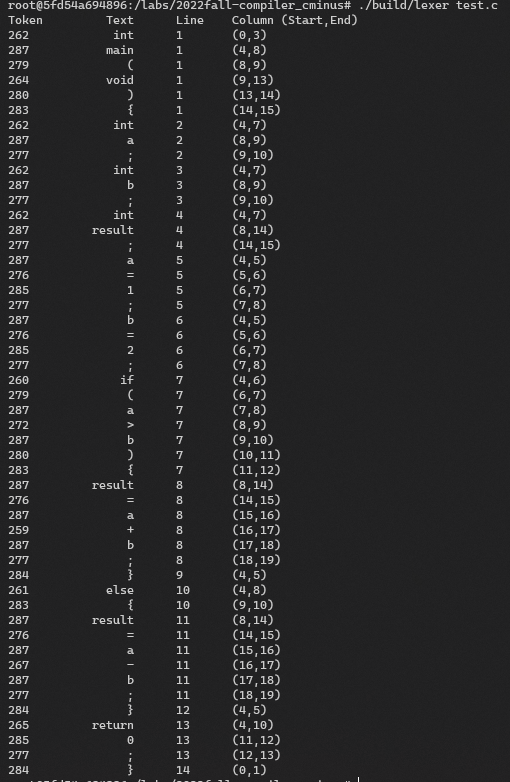 root@5fd54a694896:/labs/2022fall-compiler_cminus# ./build/lexer test.c
Token Text Line Column (Start,End)
262 int 1 (0,3)
287 main 1 (4,8)
279 ( 1 (8,9)
264 void 1 (9,13)
280 ) 1 (13,14)
283 { 1 (14,15)
262 int 2 (4,7)
287 a 2 (8,9)
277 ; 2 (9,10)
262 int 3 (4,7)
287 b 3 (8,9)
277 ; 3 (9,10)
262 int 4 (4,7)
287 result 4 (8,14)
277 ; 4 (14,15)
287 a 5 (4,5)
276 = 5 (5,6)
285 1 5 (6,7)
277 ; 5 (7,8)
287 b 6 (4,5)
276 = 6 (5,6)
285 2 6 (6,7)
277 ; 6 (7,8)
260 if 7 (4,6)
279 ( 7 (6,7)
287 a 7 (7,8)
272 > 7 (8,9)
287 b 7 (9,10)
280 ) 7 (10,11)
283 { 7 (11,12)
287 result 8 (8,14)
276 = 8 (14,15)
287 a 8 (15,16)
259 + 8 (16,17)
287 b 8 (17,18)
277 ; 8 (18,19)
284 } 9 (4,5)
261 else 10 (4,8)
283 { 10 (9,10)
287 result 11 (8,14)
276 = 11 (14,15)
287 a 11 (15,16)
267 - 11 (16,17)
287 b 11 (17,18)
277 ; 11 (18,19)
284 } 12 (4,5)
265 return 13 (4,10)
285 0 13 (11,12)
277 ; 13 (12,13)
284 } 14 (0,1)